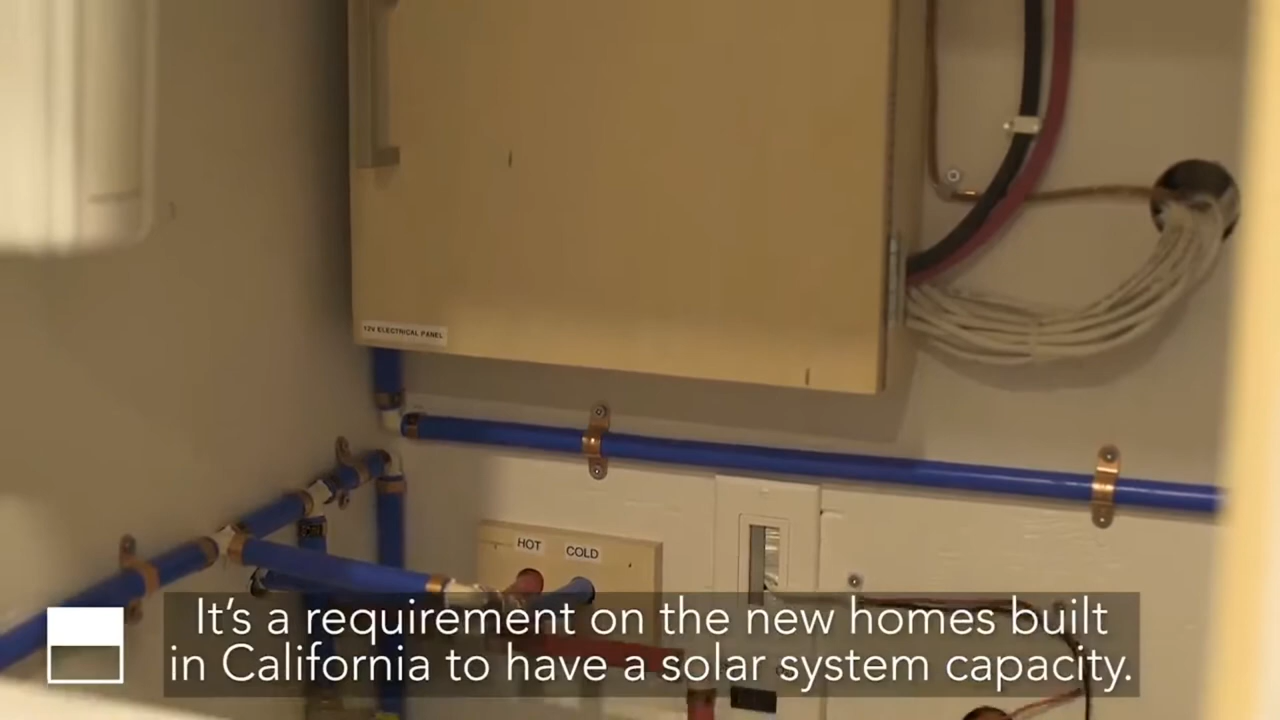 12V ELECTRICAL PANEL
HOT
COLD
It's a requirement on the new homes built
in California to have a solar system capacity.